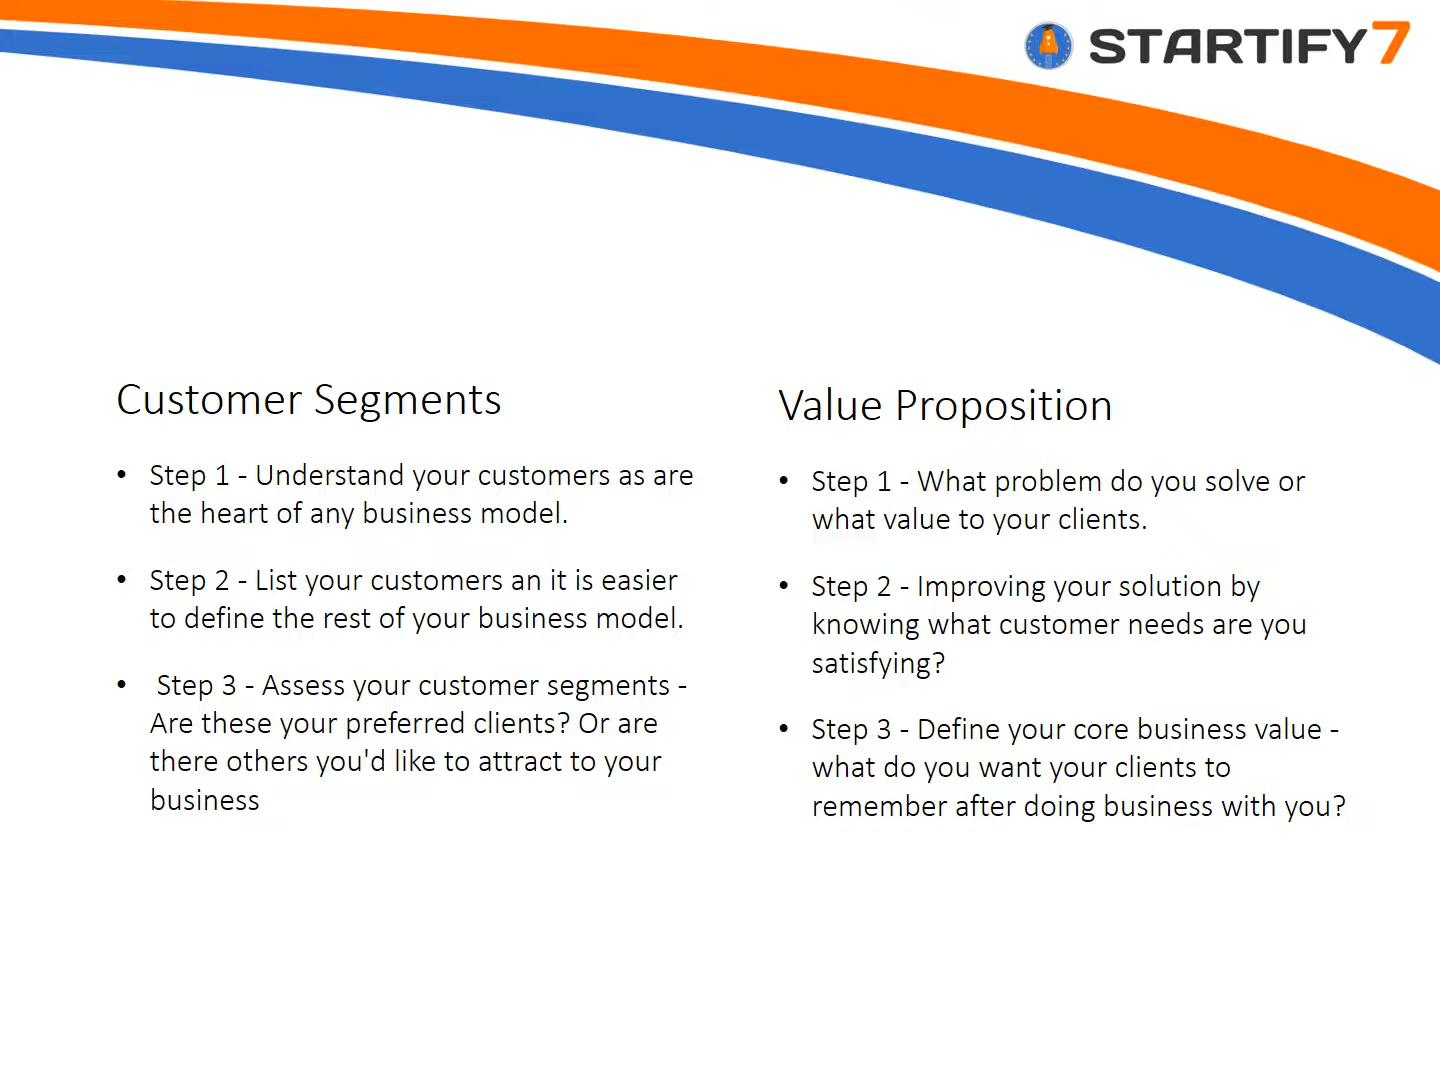 STARTIFY7
Customer Segments
• Step 1 - Understand your customers as are
the heart of any business model.
• Step 2 - List your customers an it is easier
to define the rest of your business model.
• Step 3 - Assess your customer segments -
Are these your preferred clients? Or are
there others you'd like to attract to your
business
Value Proposition
• Step 1 - What problem do you solve or
what value to your clients.
• Step 2 - Improving your solution by
knowing what customer needs are you
satisfying?
• Step 3 - Define your core business value -
what do you want your clients to
remember after doing business with you?